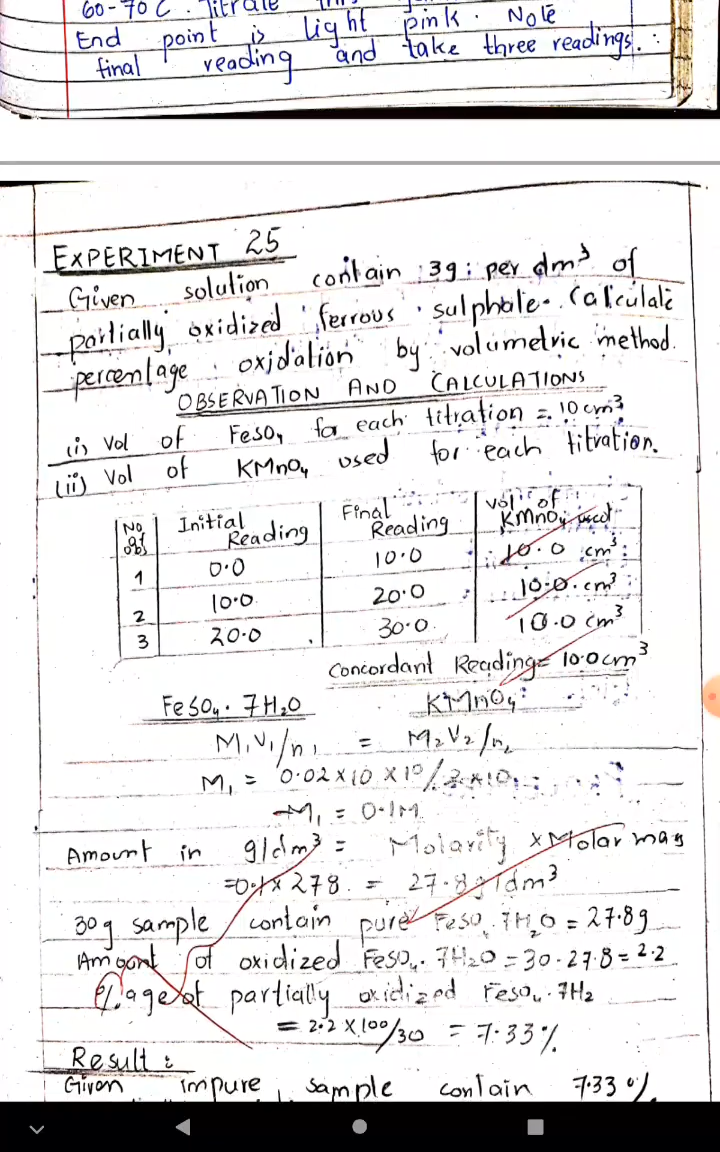 60-70°C. Titrate
End point is light pink. Note
final reading and take three readings.
EXPERIMENT 25
Given solution contain 3g per dm³ of
partially oxidized ferrous sulphate. Calculate
percentage oxidation by volumetric method.
OBSERVATION AND CALCULATIONS
(i) Vol of FeSO₄ for each titration = 10cm³
(ii) Vol of KMnO₄ used for each titration.
No of obs Initial Reading Final Reading Vol of KMnO₄ used
1 0.0 10.0 10.0 cm³
2 10.0 20.0 10.0 cm³
3 20.0 30.0 10.0 cm³
Concordant Reading = 10.0cm³
FeSO₄.7H₂O KMnO₄
M₁V₁/n₁ = M₂V₂/n₂
M₁ = 0.02×10×10/2×10
M₁ = 0.1M
Amount in g/dm³ = Molarity × Molar mas
=0.1×278 = 27.8g/dm³
30g sample contain pure FeSO₄.7H₂O = 27.8g
Amount of oxidized FeSO₄.7H₂O = 30-27.8 = 2.2
%age of partially oxidized FeSO₄.7H₂
= 2.2×100/30 = 7.33%
Result :
Given impure sample contain 7.33%